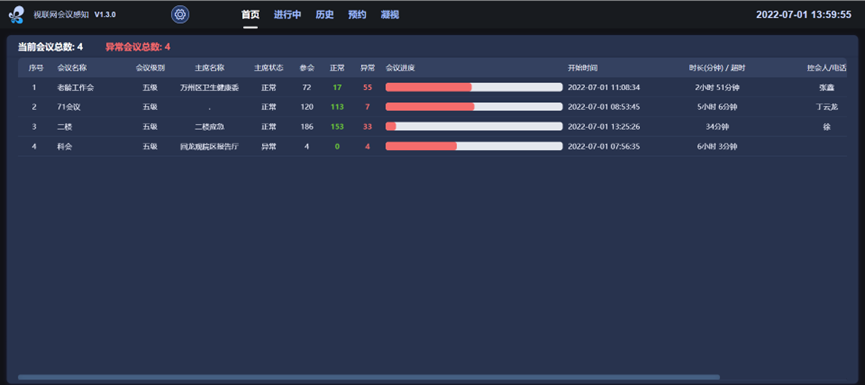 视联网会议感知 V1.3.0 首页 进行中 历史 预约 凝视 2022-07-01 13:59:55
当前会议总数: 4 异常会议总数: 4
序号 会议名称 会议级别 主席名称 主席状态 参会 正常 异常 会议进度 开始时间 时长(分钟) / 超时 控会人/电话
1 老龄工作会 五级 万州区卫生健康委 正常 72 17 55 2022-07-01 11:08:34 2小时 51分钟 张鑫
2 71会议 五级 . 正常 120 113 7 2022-07-01 08:53:45 5小时 6分钟 丁云龙
3 二楼 五级 二楼应急 正常 186 153 33 2022-07-01 13:25:26 34分钟 徐
4 科会 五级 回龙观院区报告厅 异常 4 0 4 2022-07-01 07:56:35 6小时 3分钟